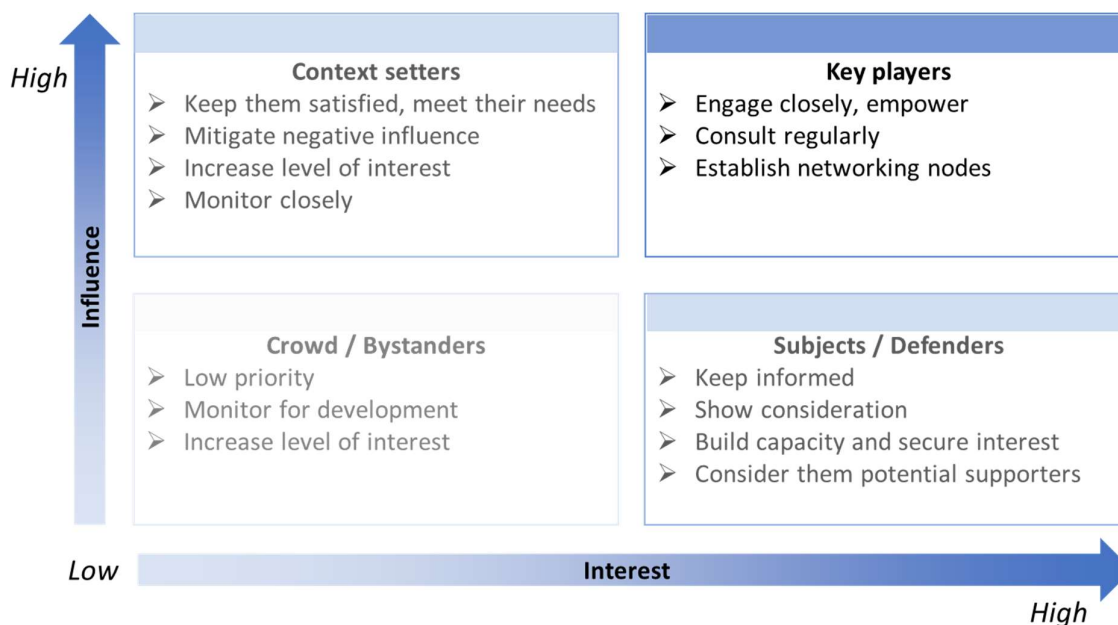 High
Influence
Context setters
➢ Keep them satisfied, meet their needs
➢ Mitigate negative influence
➢ Increase level of interest
➢ Monitor closely
Key players
➢ Engage closely, empower
➢ Consult regularly
➢ Establish networking nodes
Crowd / Bystanders
➢ Low priority
➢ Monitor for development
➢ Increase level of interest
Subjects / Defenders
➢ Keep informed
➢ Show consideration
➢ Build capacity and secure interest
➢ Consider them potential supporters
Low
Interest
High